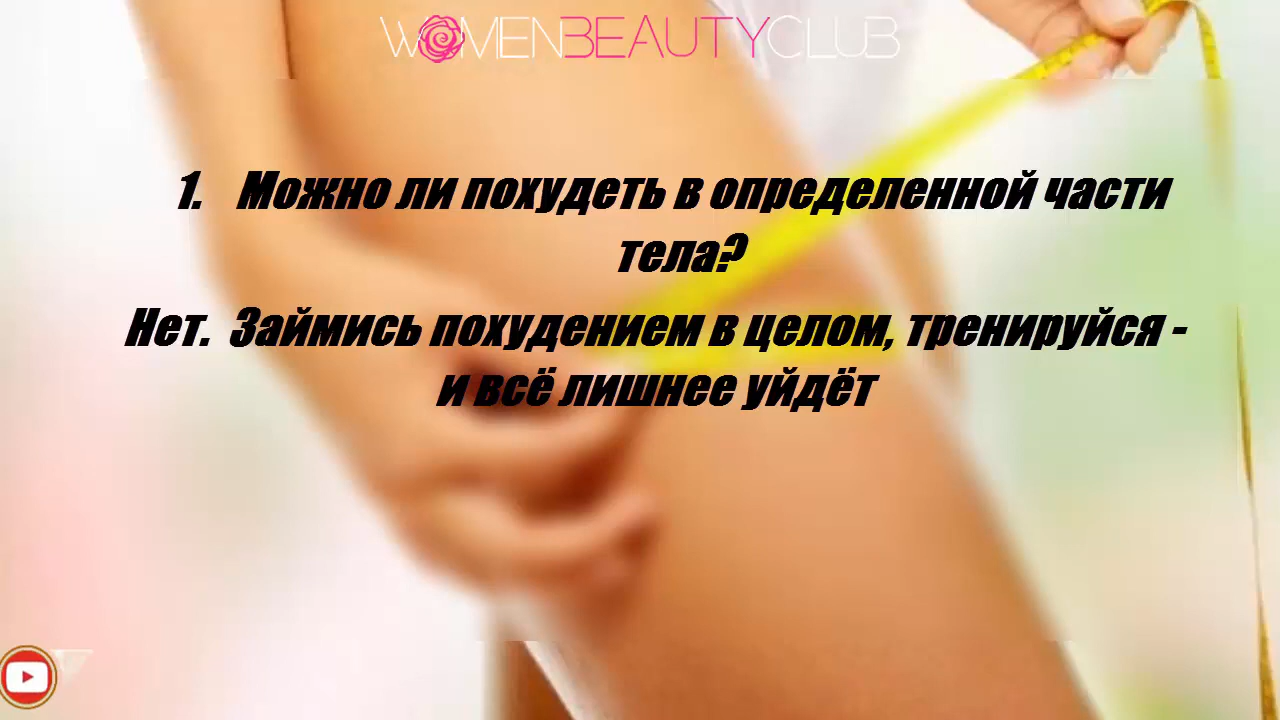 WOMENBEAUTYCLUB
1. Можно ли похудеть в определенной части
тела?
Нет. Займись похудением в целом, тренируйся -
и всё лишнее уйдёт